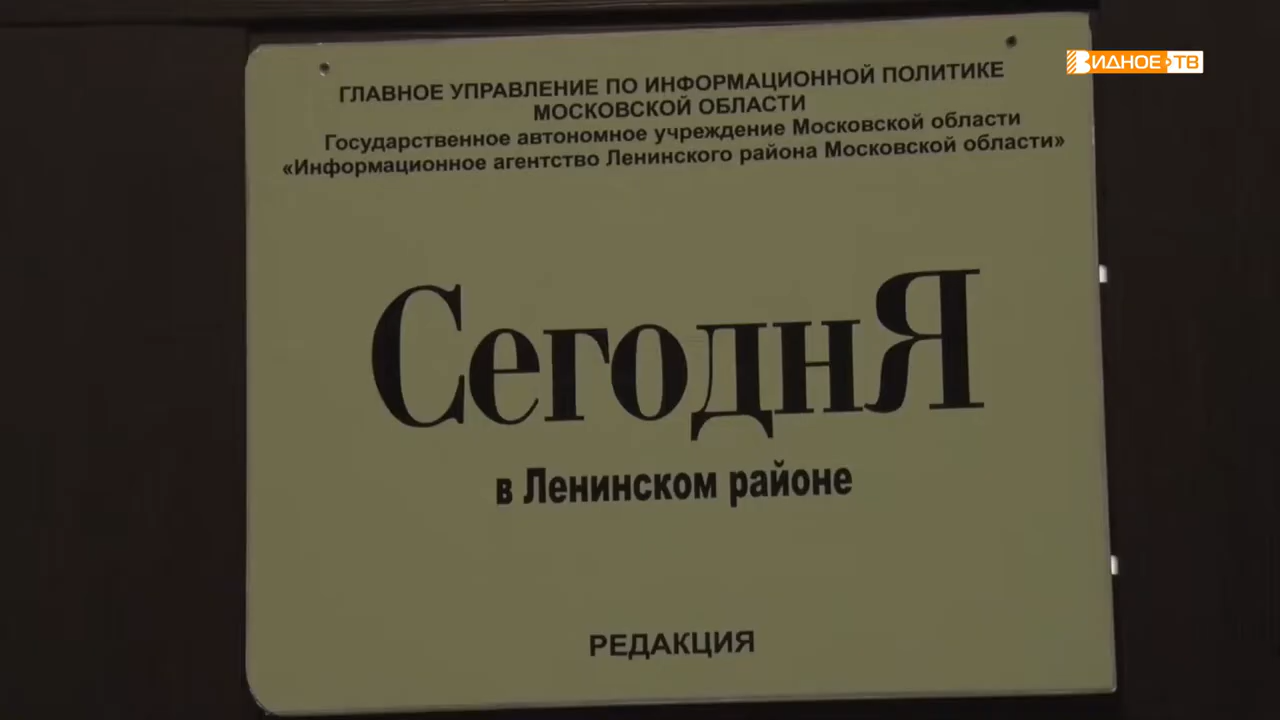 ВИДНОЕ ТВ
ГЛАВНОЕ УПРАВЛЕНИЕ ПО ИНФОРМАЦИОННОЙ ПОЛИТИКЕ
МОСКОВСКОЙ ОБЛАСТИ
Государственное автономное учреждение Московской области
«Информационное агентство Ленинского района Московской области»
СегоднЯ
в Ленинском районе
РЕДАКЦИЯ